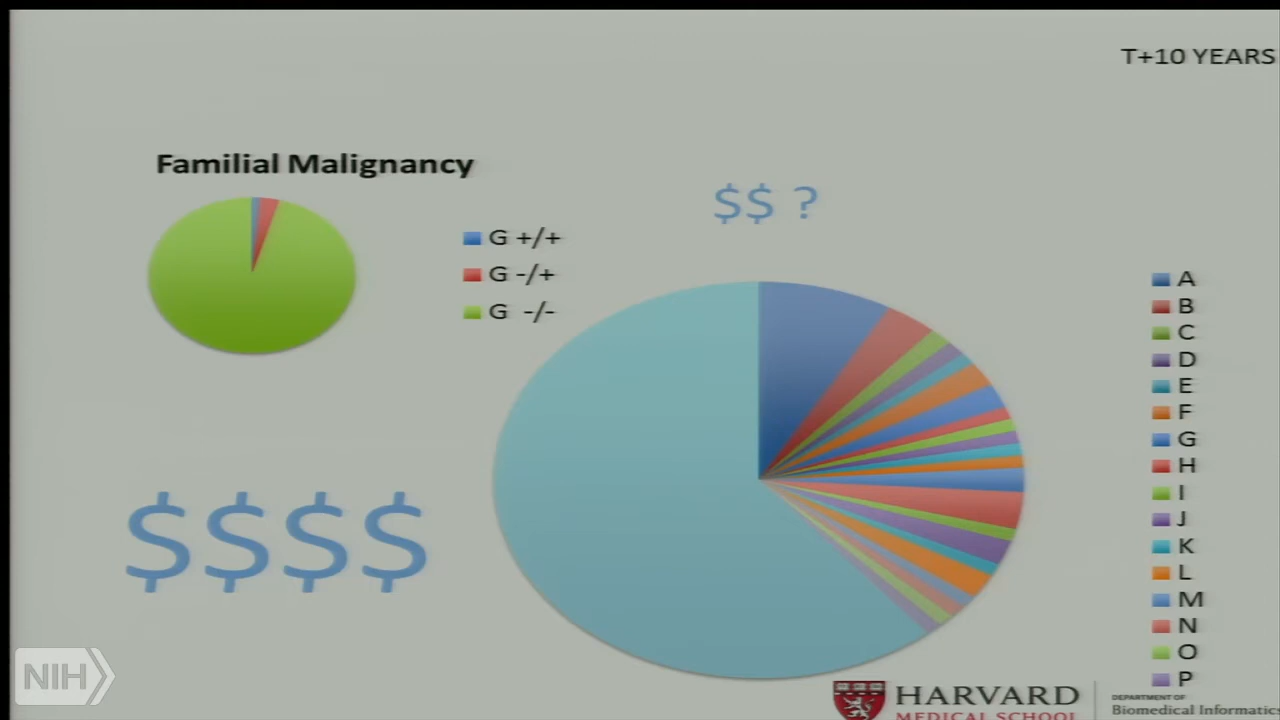 T+10 YEARS
Familial Malignancy
$$ ?
G +/+
G -/+
G -/-
$$$$
A
B
C
D
E
F
G
H
I
J
K
L
M
N
O
P
NIH
HARVARD
MEDICAL SCHOOL
DEPARTMENT OF
Biomedical Informatics